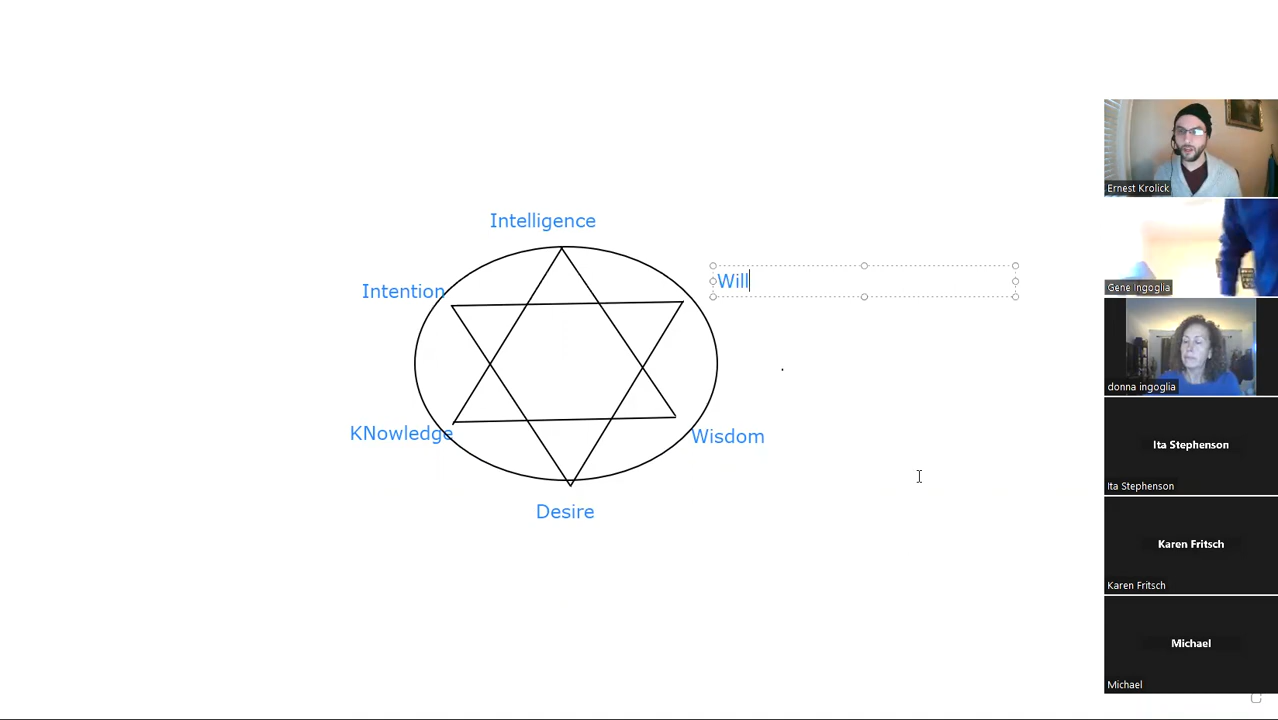 Intelligence
Intention
Will
KNowledge
Wisdom
Desire
Ernest Krolick
Gene Ingoglia
donna ingoglia
Ita Stephenson
Ita Stephenson
Karen Fritsch
Karen Fritsch
Michael
Michael